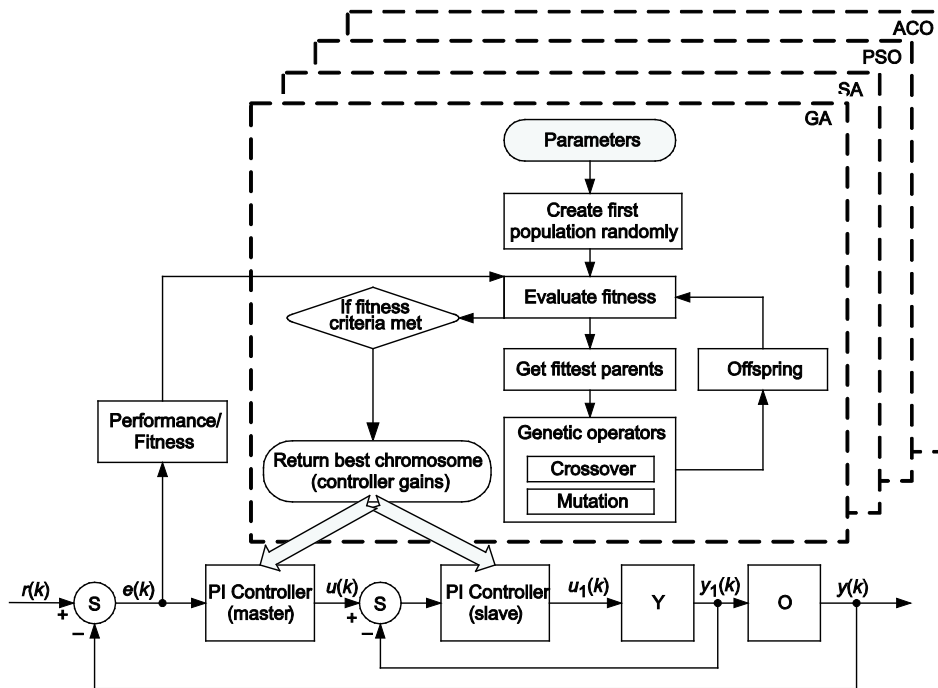 ACO
PSO
SA
GA
Parameters
Create first
population randomly
Evaluate fitness
If fitness
criteria met
Get fittest parents
Offspring
Performance/
Fitness
Genetic operators
Crossover
Mutation
Return best chromosome
(controller gains)
r(k)
+
−
S
e(k)
PI Controller
(master)
u(k)
+
−
S
PI Controller
(slave)
u₁(k)
Y
y₁(k)
O
y(k)